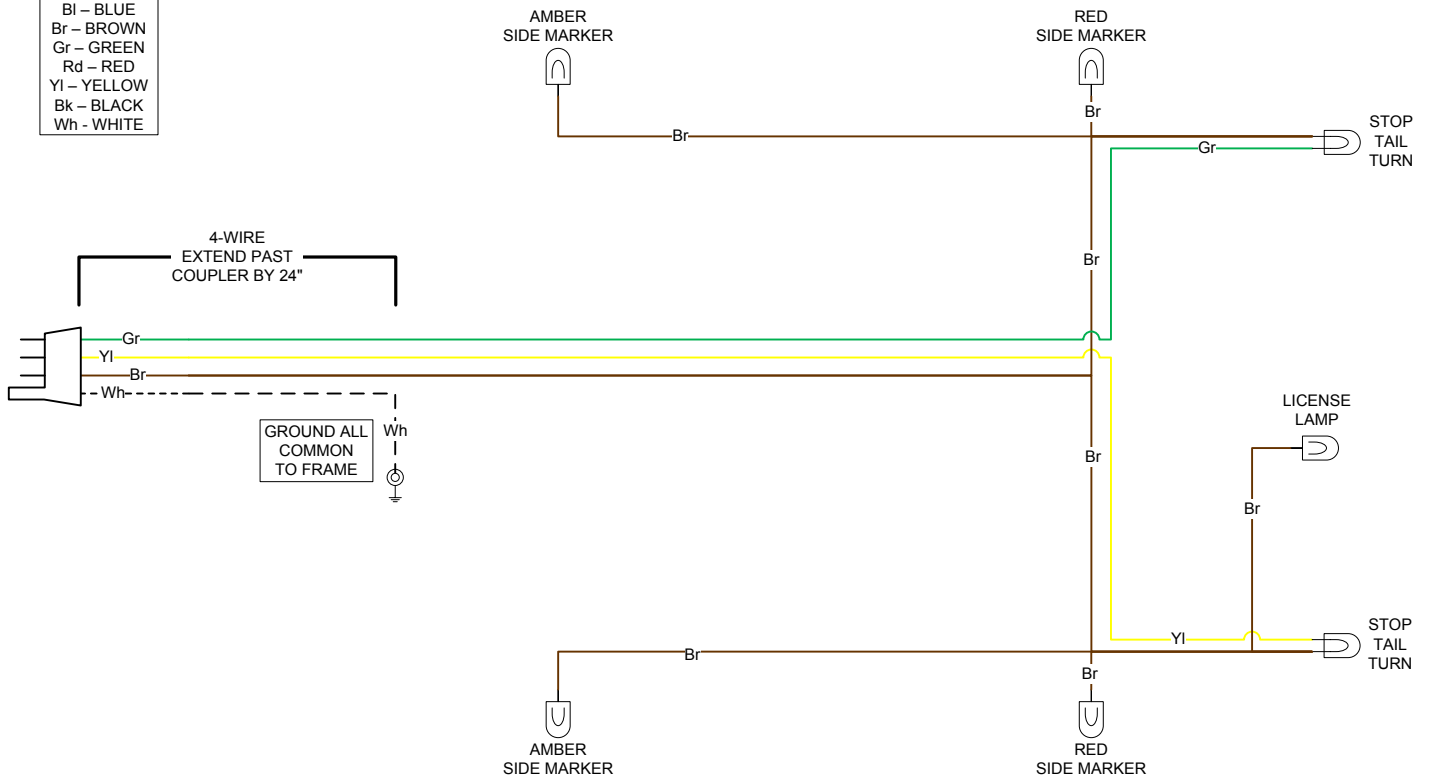 Bl – BLUE
Br – BROWN
Gr – GREEN
Rd – RED
Yl – YELLOW
Bk – BLACK
Wh - WHITE
AMBER
SIDE MARKER
RED
SIDE MARKER
Br
Br
STOP
TAIL
TURN
Gr
4-WIRE
EXTEND PAST
COUPLER BY 24"
Br
Gr
Yl
Br
Wh
GROUND ALL
COMMON
TO FRAME
Wh
LICENSE
LAMP
Br
Br
STOP
TAIL
TURN
Yl
Br
Br
AMBER
SIDE MARKER
RED
SIDE MARKER